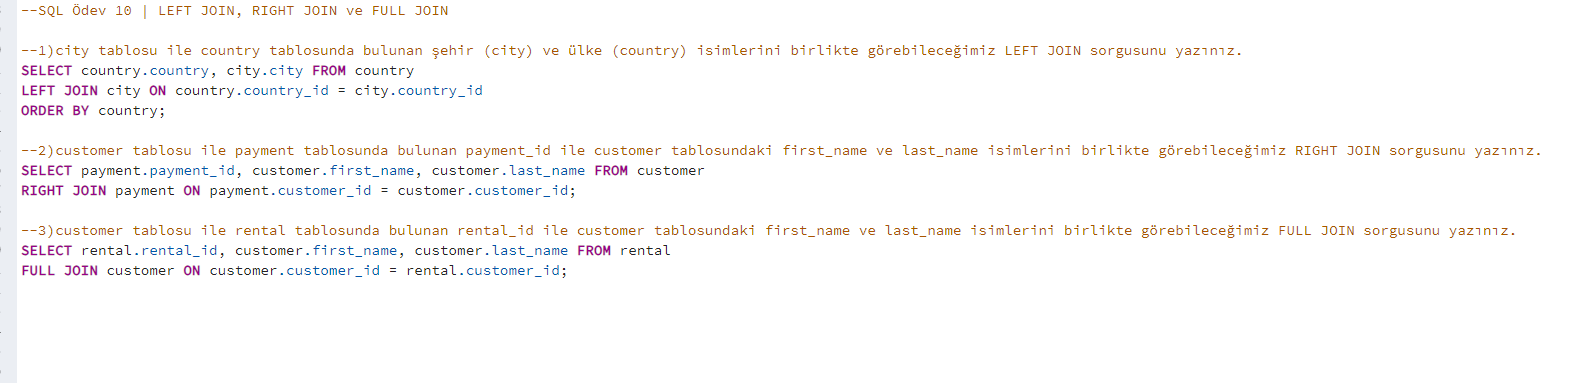 --SQL Ödev 10 | LEFT JOIN, RIGHT JOIN ve FULL JOIN
--1)city tablosu ile country tablosunda bulunan şehir (city) ve ülke (country) isimlerini birlikte görebileceğimiz LEFT JOIN sorgusunu yazınız.
SELECT country.country, city.city FROM country
LEFT JOIN city ON country.country_id = city.country_id
ORDER BY country;
--2)customer tablosu ile payment tablosunda bulunan payment_id ile customer tablosundaki first_name ve last_name isimlerini birlikte görebileceğimiz RIGHT JOIN sorgusunu yazınız.
SELECT payment.payment_id, customer.first_name, customer.last_name FROM customer
RIGHT JOIN payment ON payment.customer_id = customer.customer_id;
--3)customer tablosu ile rental tablosunda bulunan rental_id ile customer tablosundaki first_name ve last_name isimlerini birlikte görebileceğimiz FULL JOIN sorgusunu yazınız.
SELECT rental.rental_id, customer.first_name, customer.last_name FROM rental
FULL JOIN customer ON customer.customer_id = rental.customer_id;